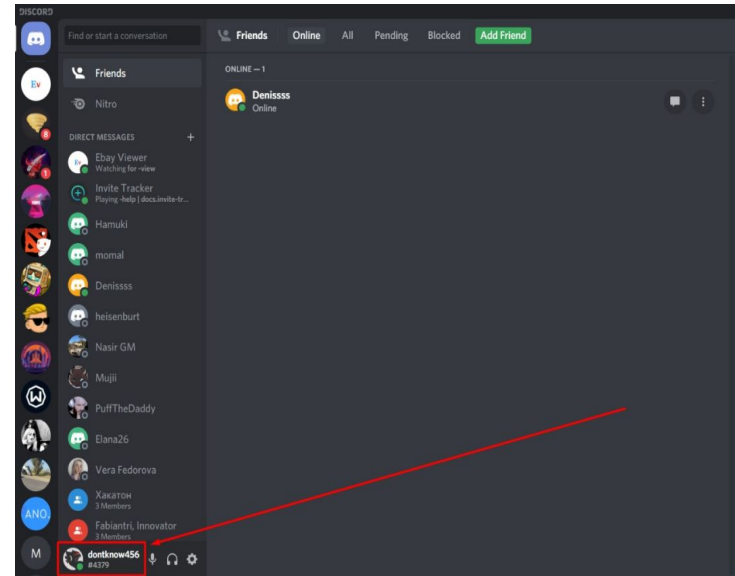 DISCORD
Find or start a conversation
Friends
Online
All
Pending
Blocked
Add Friend
Ev
8
1
ANO.
M
Friends
Nitro
DIRECT MESSAGES +
Ev
Ebay Viewer
Watching for -view
Invite Tracker
Playing -help | docs.invite-tr...
Hamuki
momal
Denissss
heisenburt
Nasir GM
Mujii
PuffTheDaddy
Elana26
Vera Fedorova
Хакатон
3 Members
Fabiantri, Innovator
3 Members
dontknow456
#4379
ONLINE — 1
Denissss
Online